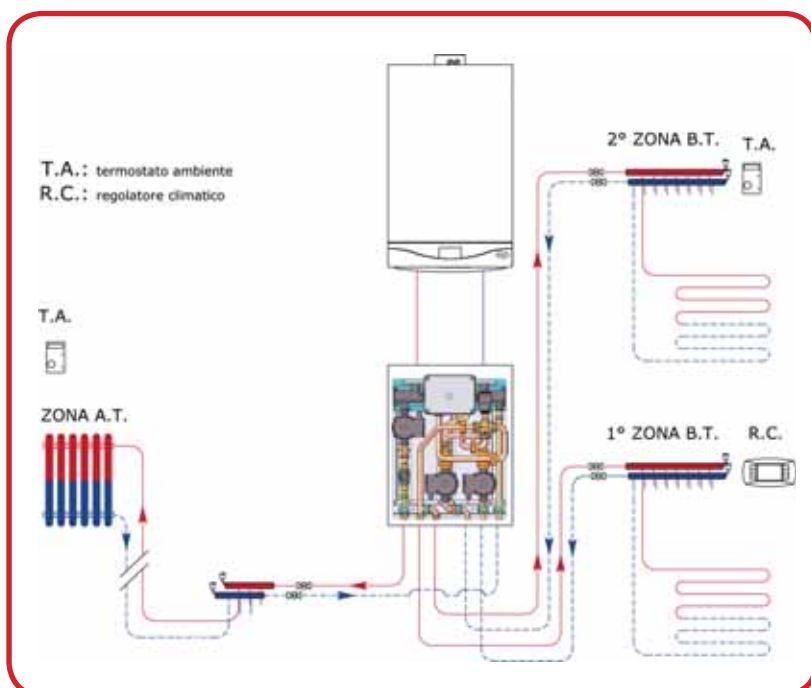 2° ZONA B.T.
T.A.
T.A.: termostato ambiente
R.C.: regolatore climatico
T.A.
ZONA A.T.
1° ZONA B.T.
R.C.